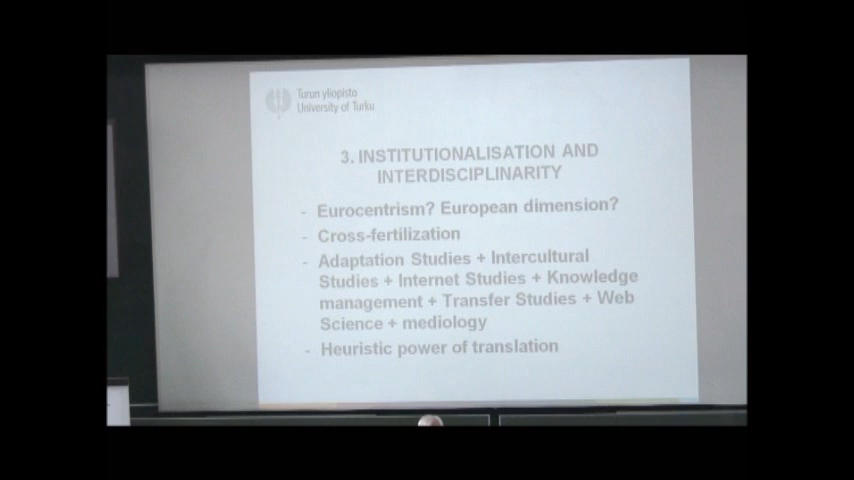 Turun yliopisto
University of Turku
3. INSTITUTIONALISATION AND
INTERDISCIPLINARITY
- Eurocentrism? European dimension?
- Cross-fertilization
- Adaptation Studies + Intercultural
Studies + Internet Studies + Knowledge
management + Transfer Studies + Web
Science + mediology
- Heuristic power of translation